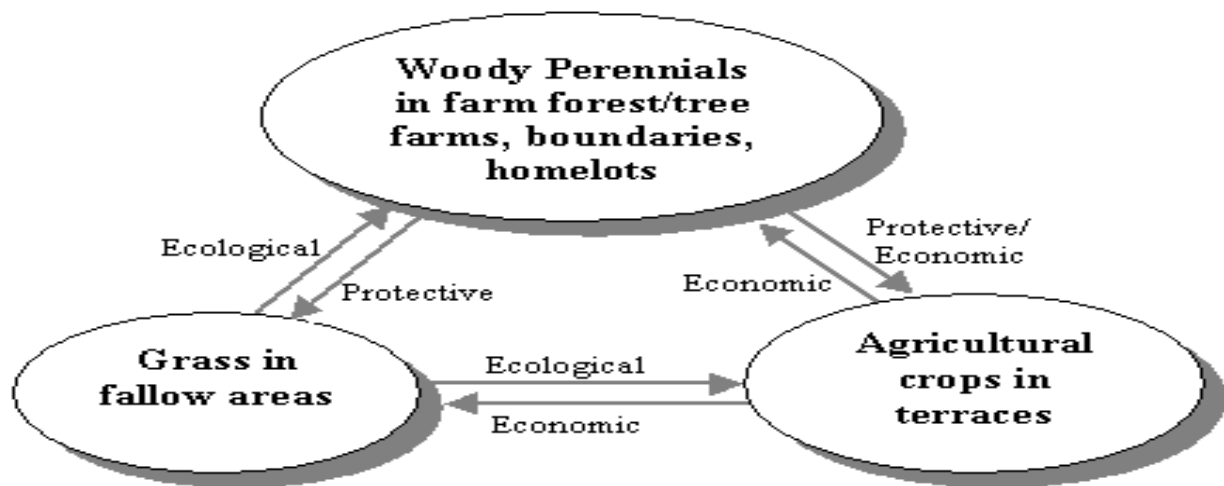 Woody Perennials
in farm forest/tree
farms, boundaries,
homelots
Ecological
Protective
Protective/
Economic
Economic
Grass in
fallow areas
Ecological
Economic
Agricultural
crops in
terraces